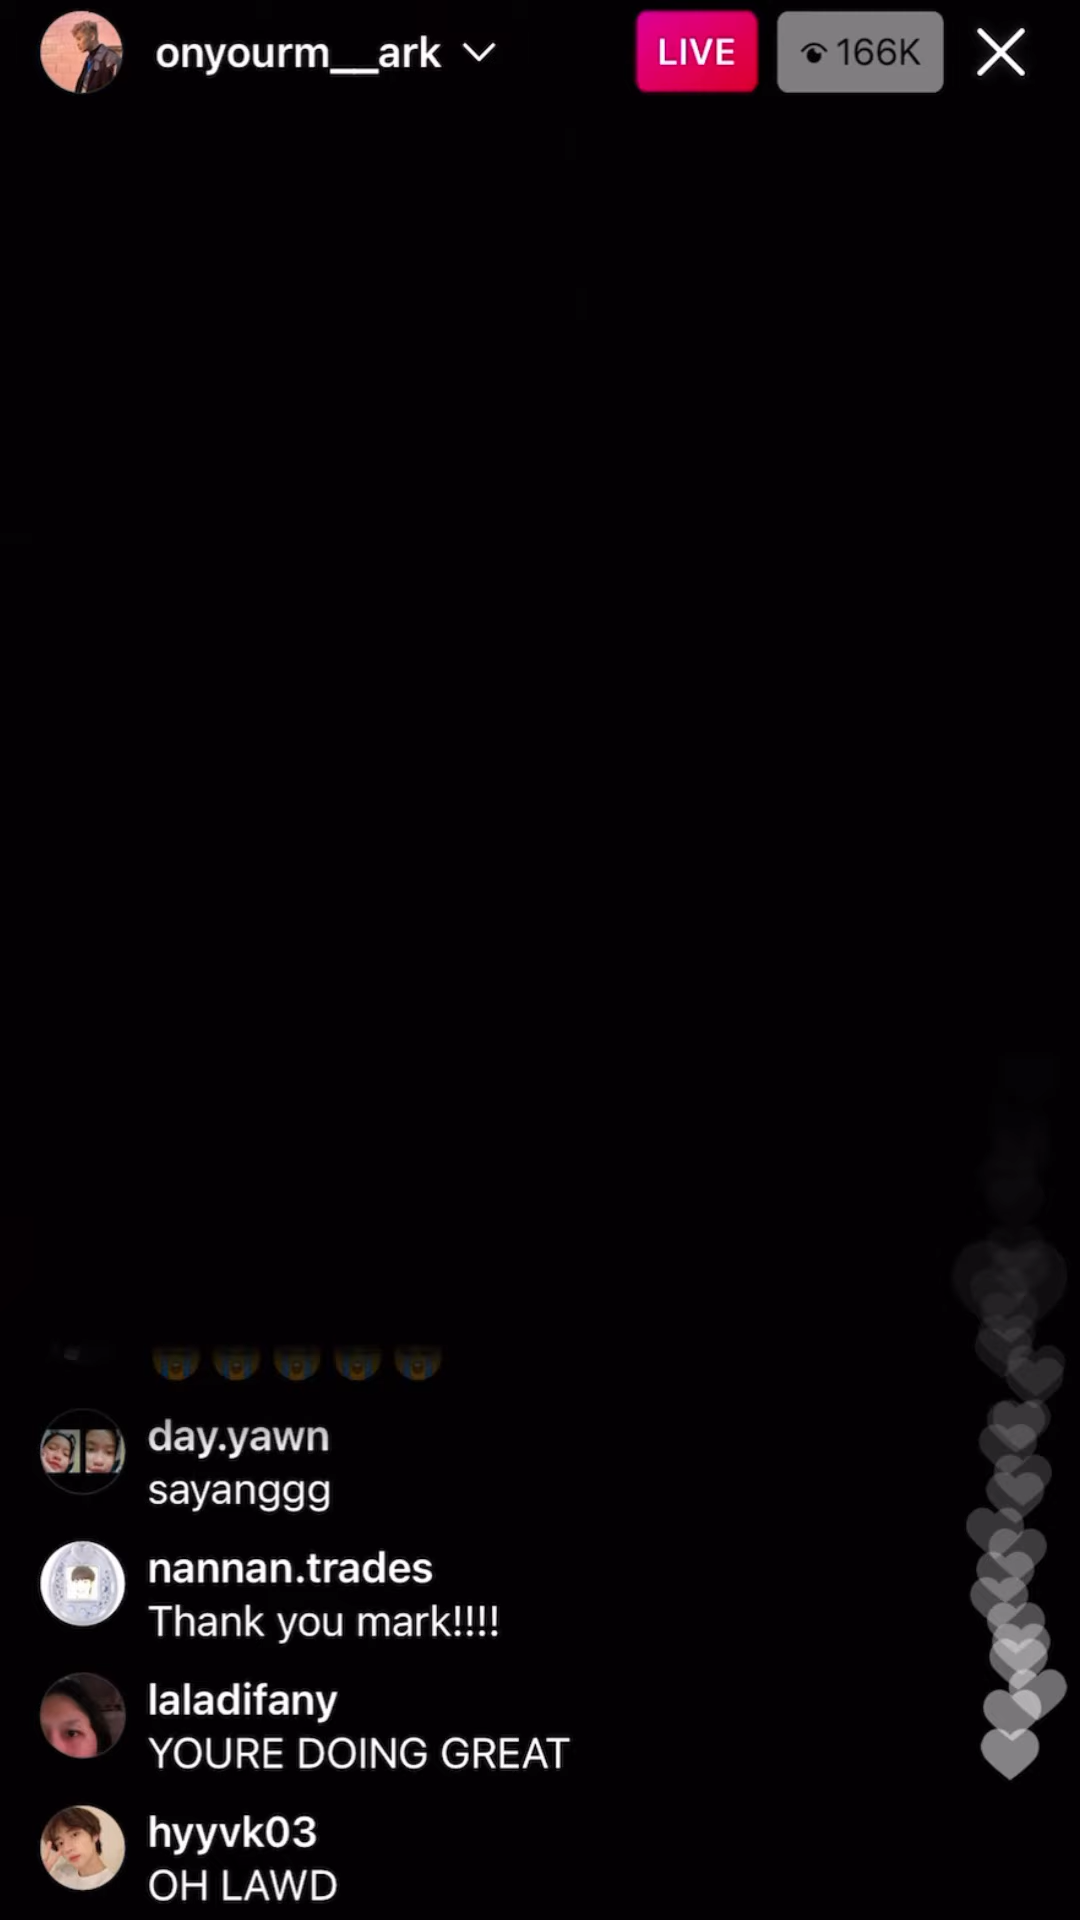 onyourm__ark
LIVE
166K
😭😭😭😭😭
day.yawn
sayanggg
nannan.trades
Thank you mark!!!!
laladifany
YOURE DOING GREAT
hyyvk03
OH LAWD